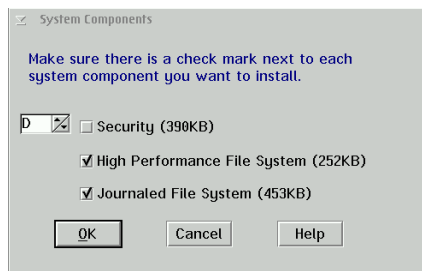 System Components
Make sure there is a check mark next to each
system component you want to install.
D
Security (390KB)
High Performance File System (252KB)
Journaled File System (453KB)
OK Cancel Help